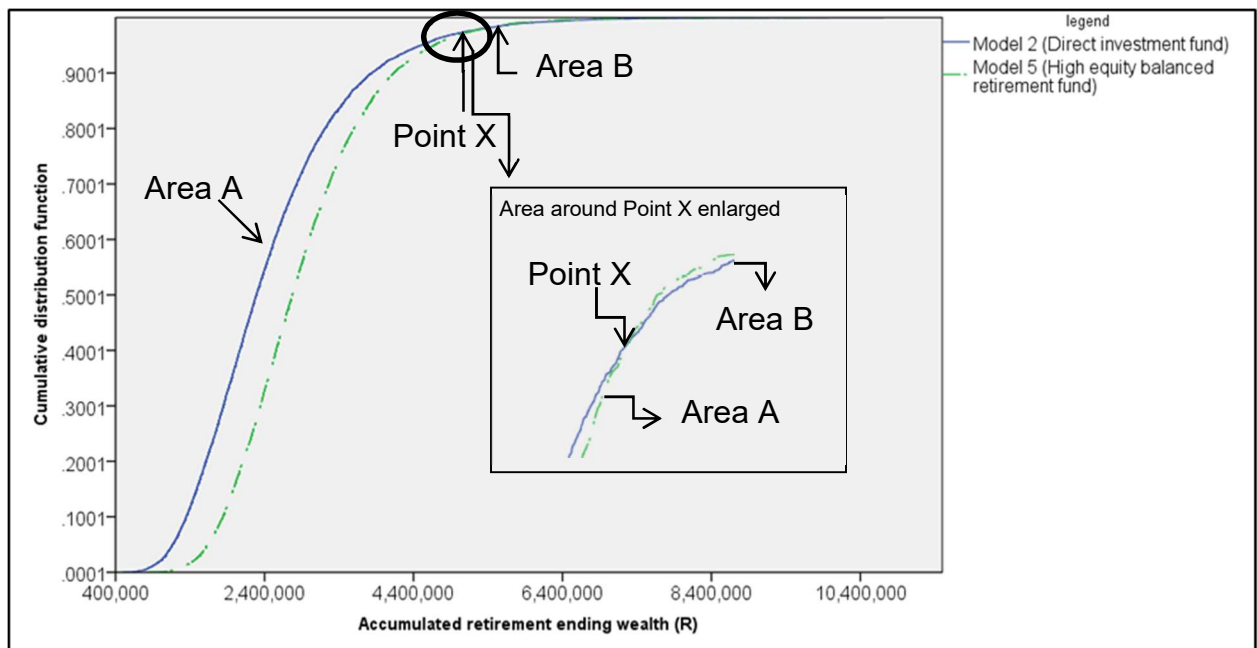 legend
Model 2 (Direct investment fund)
Model 5 (High equity balanced
retirement fund)
Cumulative distribution function
.9001
.8001
.7001
.6001
.5001
.4001
.3001
.2001
.1001
.0001
Area B
Point X
Area A
Area around Point X enlarged
Point X
Area B
Area A
400,000
2,400,000
4,400,000
6,400,000
8,400,000
10,400,000
Accumulated retirement ending wealth (R)